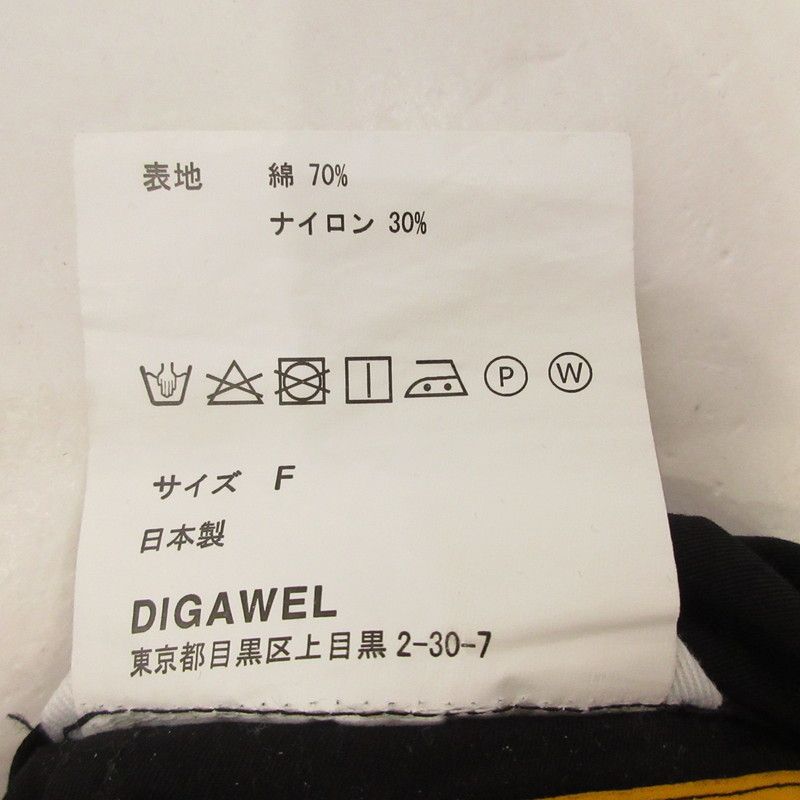 表地 綿 70%
ナイロン 30%
P W
サイズ F
日本製
DIGAWEL
東京都目黒区上目黒 2-30-7